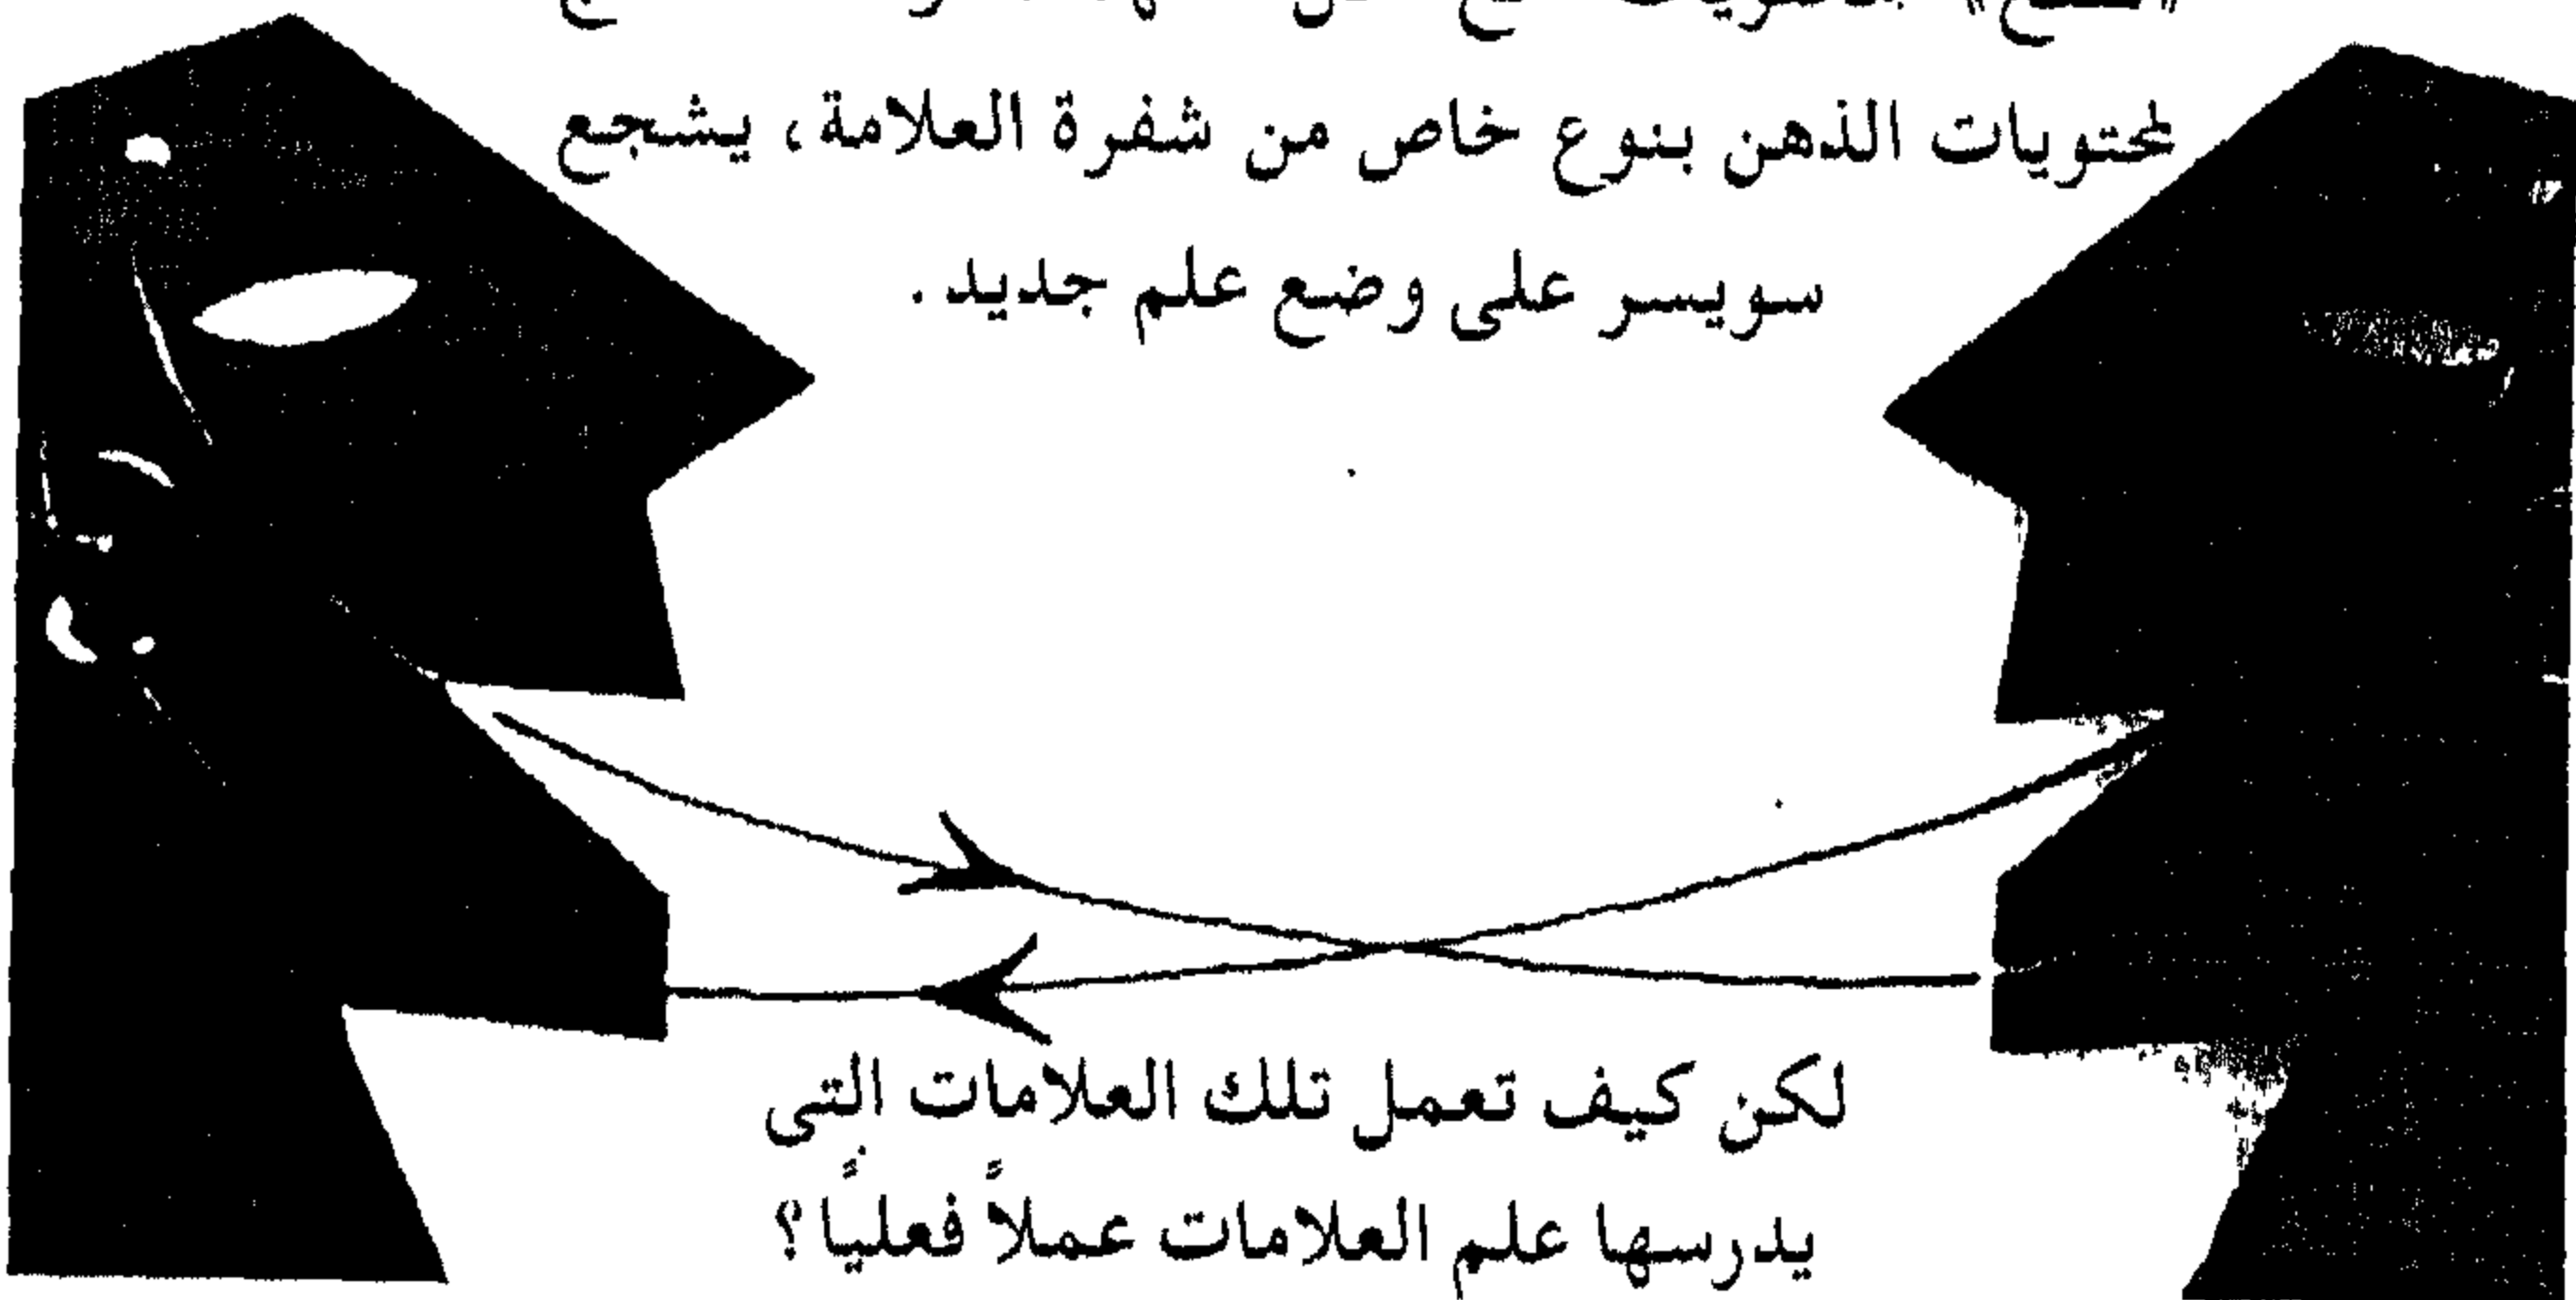 لمحتويات الذهن بنوع خاص من شفرة العلامة، يشجع
سويسر على وضع علم جديد.
لكن كيف تعمل تلك العلامات التى
يدرسها علم العلامات عملاً فعليًا؟